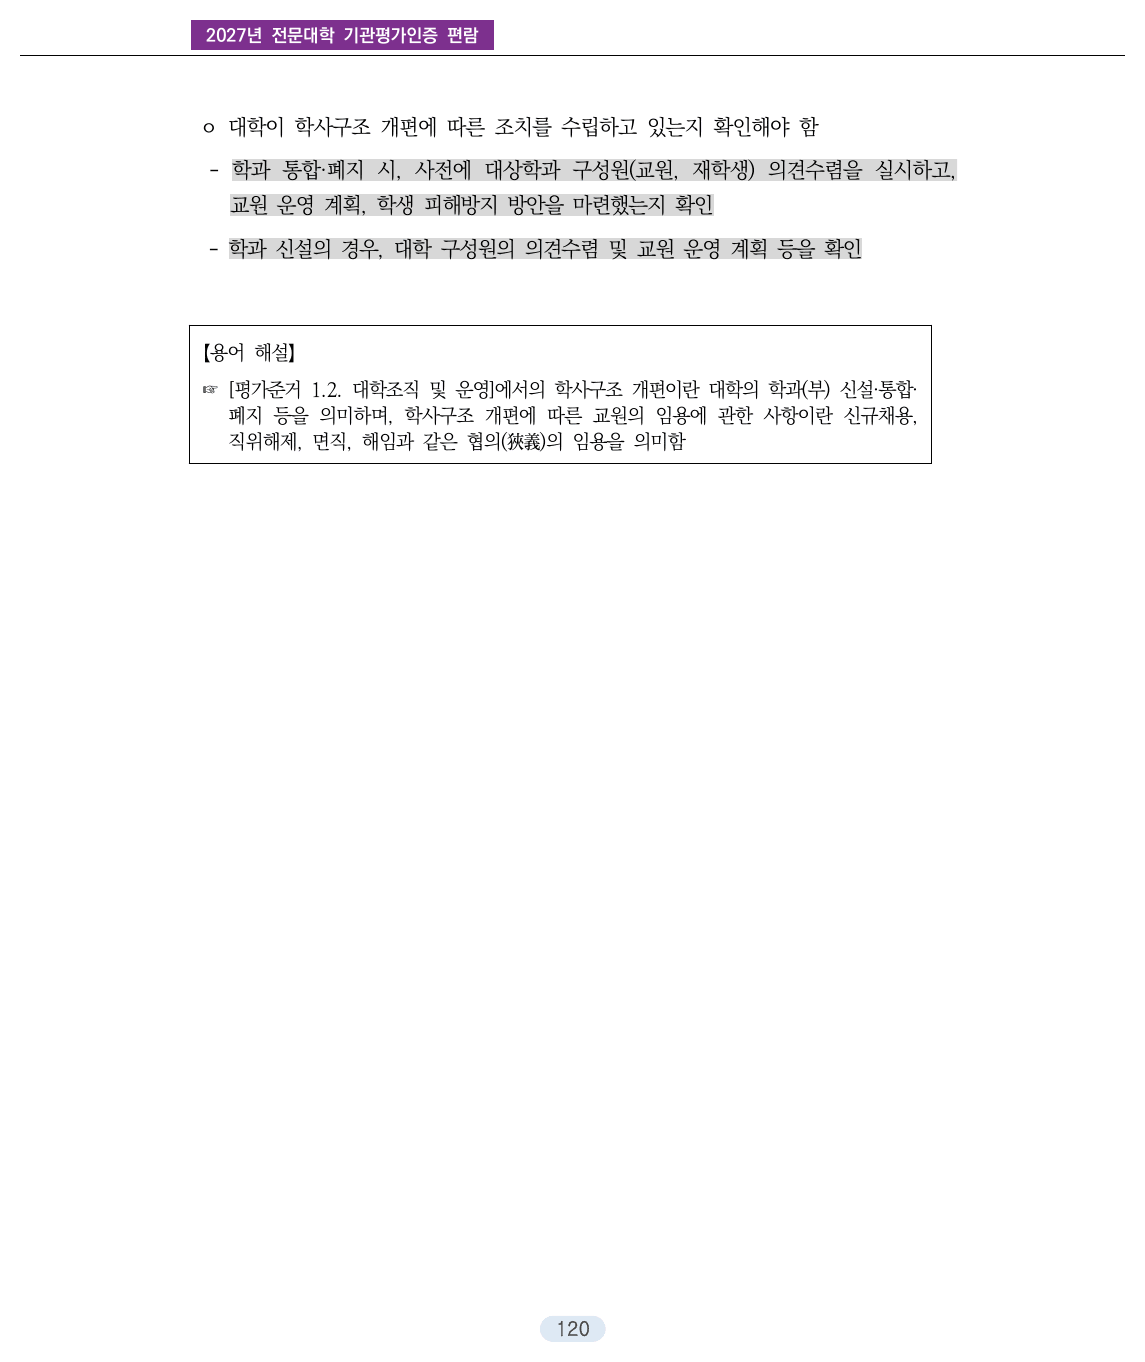 2027년 전문대학 기관평가인증 편람
ㅇ 대학이 학사구조 개편에 따른 조치를 수립하고 있는지 확인해야 함
- 학과 통합·폐지 시, 사전에 대상학과 구성원(교원, 재학생) 의견수렴을 실시하고,
교원 운영 계획, 학생 피해방지 방안을 마련했는지 확인
- 학과 신설의 경우, 대학 구성원의 의견수렴 및 교원 운영 계획 등을 확인
【용어 해설】
☞ [평가준거 1.2. 대학조직 및 운영]에서의 학사구조 개편이란 대학의 학과(부) 신설·통합·
폐지 등을 의미하며, 학사구조 개편에 따른 교원의 임용에 관한 사항이란 신규채용,
직위해제, 면직, 해임과 같은 협의(狹義)의 임용을 의미함
120